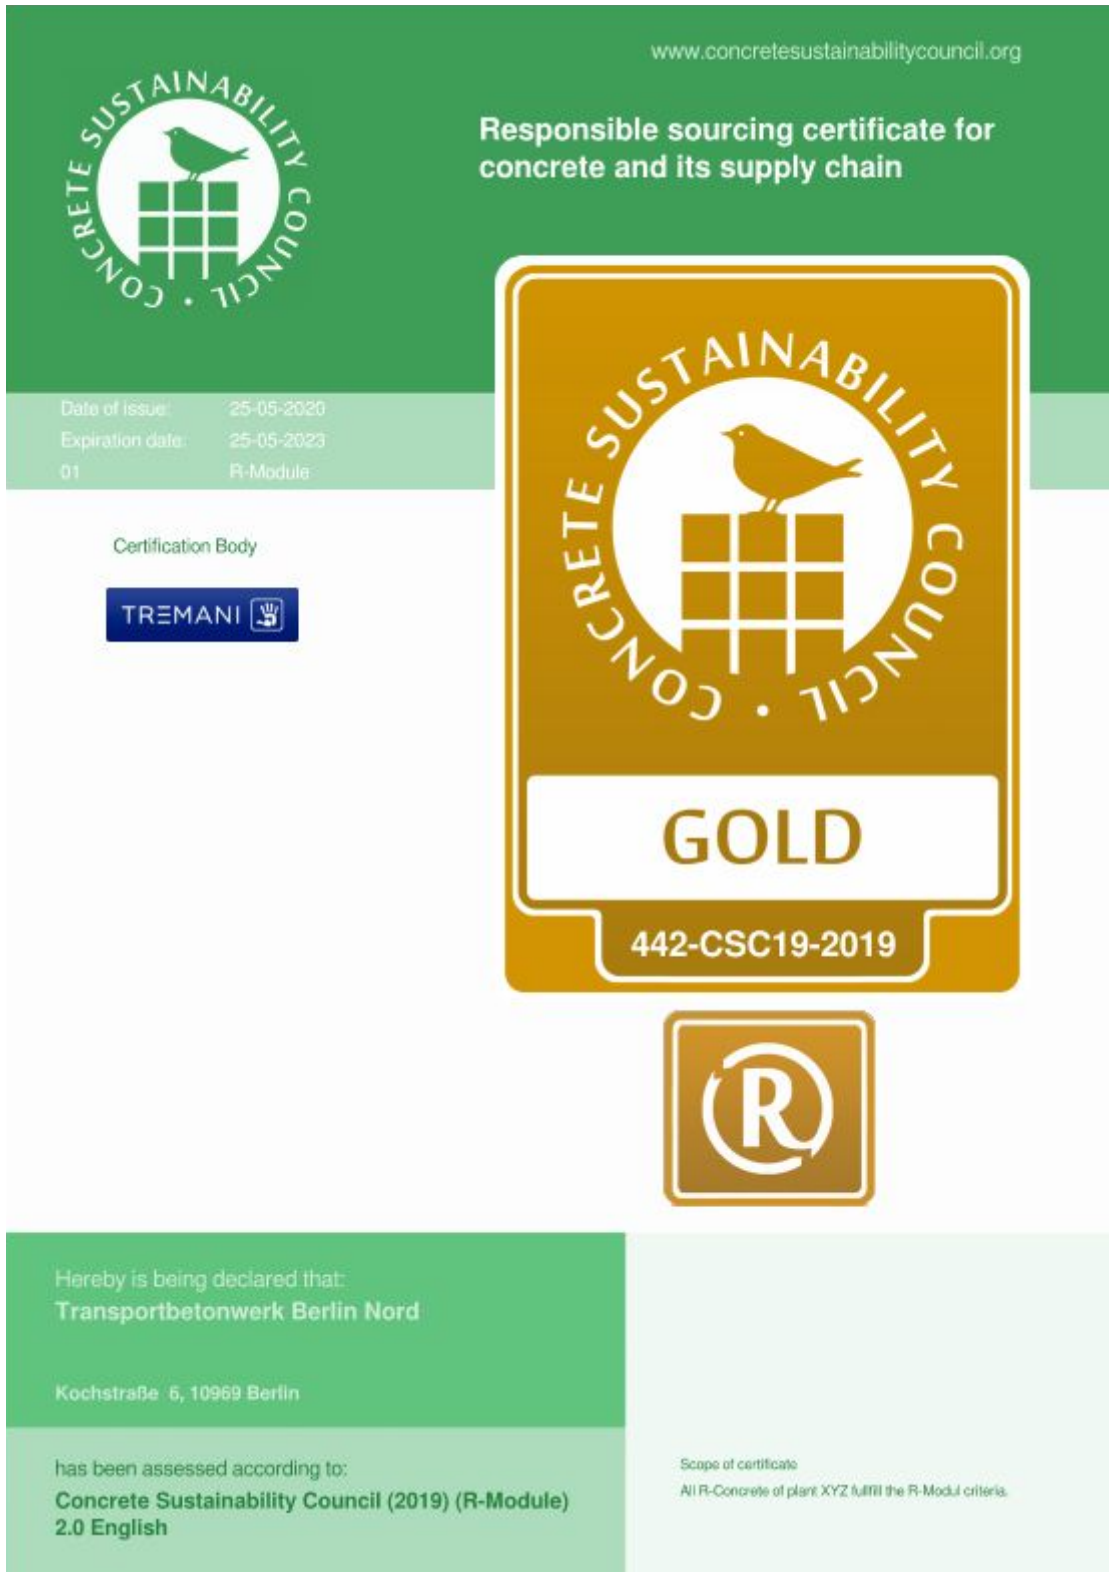 www.concretesustainabilitycouncil.org
CONCRETE SUSTAINABILITY COUNCIL ·
Responsible sourcing certificate for
concrete and its supply chain
Date of issue: 25-05-2020
Expiration date: 25-05-2023
01 R-Module
Certification Body
TREMANI
CONCRETE SUSTAINABILITY COUNCIL ·
GOLD
442-CSC19-2019
R
Hereby is being declared that:
Transportbetonwerk Berlin Nord
Kochstraße 6, 10969 Berlin
has been assessed according to:
Concrete Sustainability Council (2019) (R-Module)
2.0 English
Scope of certificate
All R-Concrete of plant XYZ fullfill the R-Modul criteria.